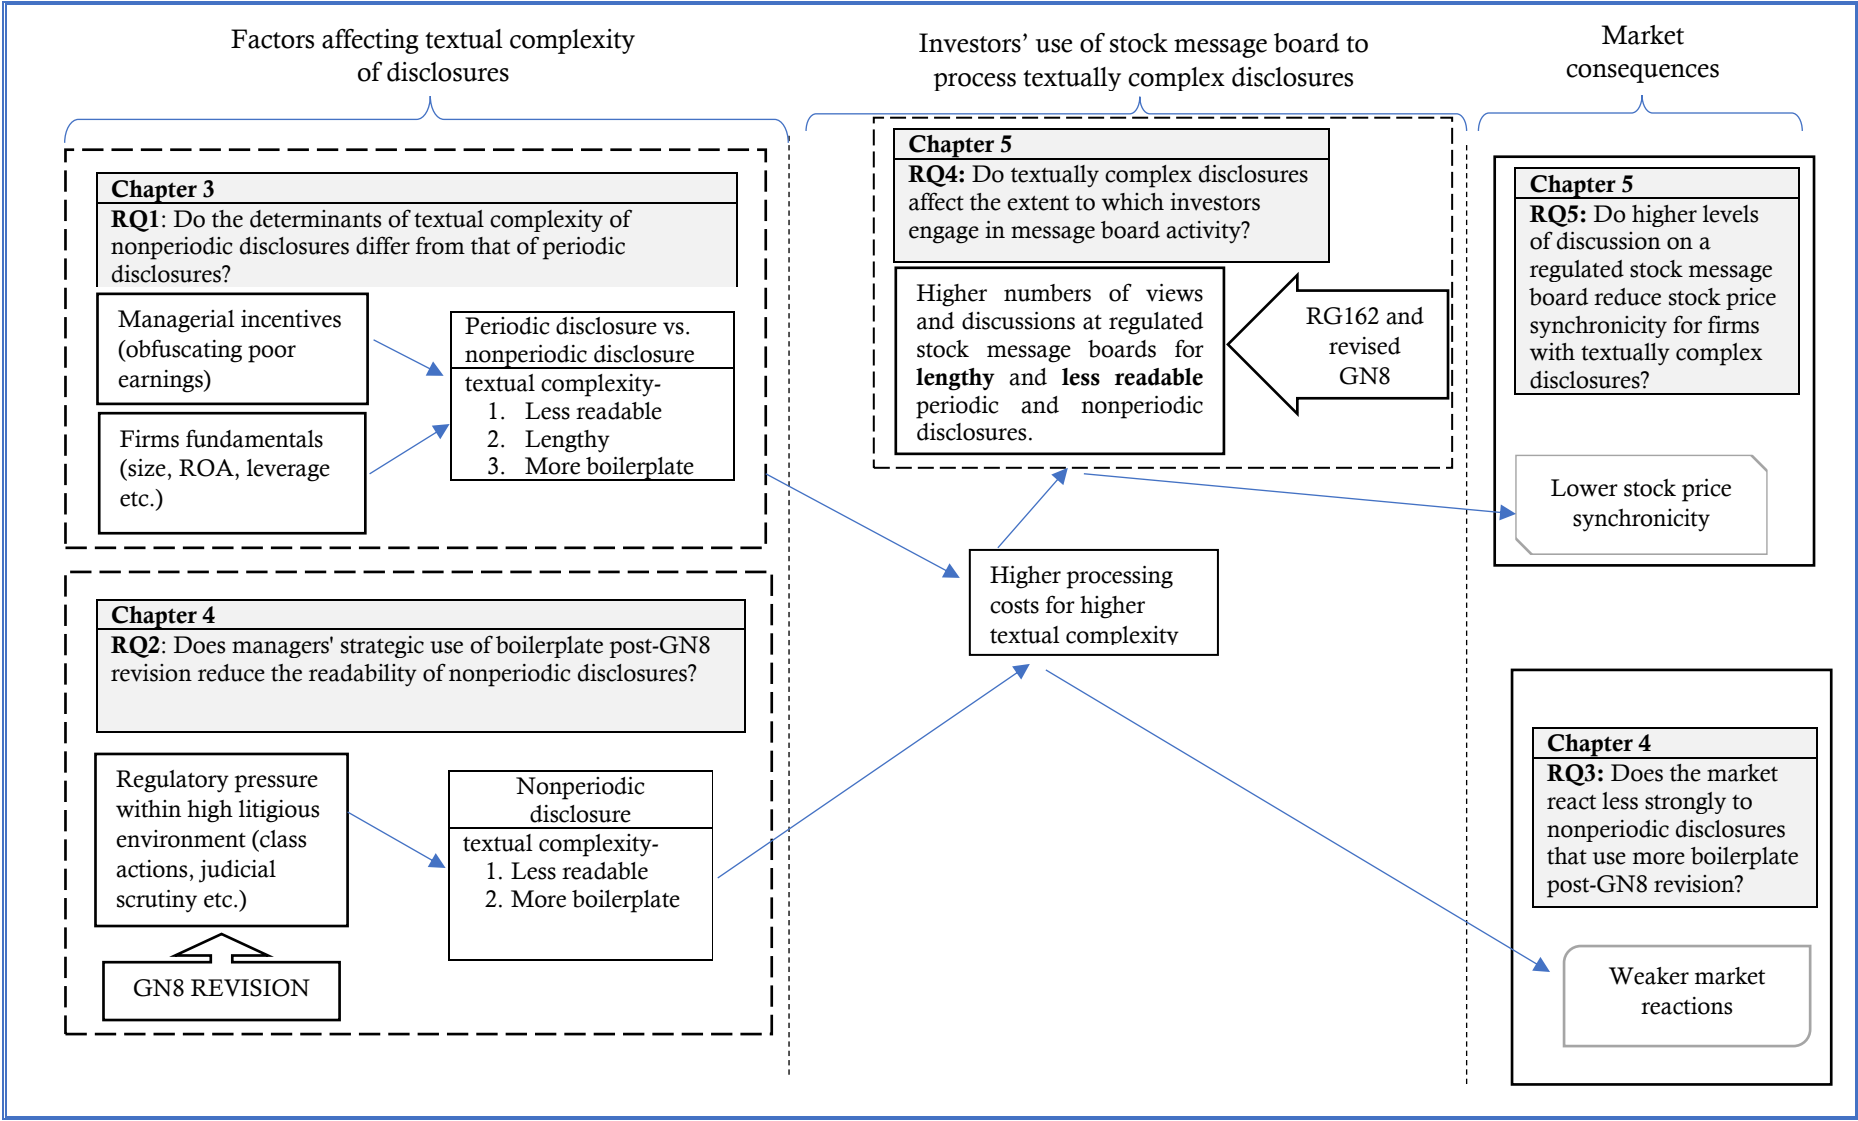 Factors affecting textual complexity
of disclosures
Investors' use of stock message board to
process textually complex disclosures
Market
consequences
Chapter 3
RQ1: Do the determinants of textual complexity of
nonperiodic disclosures differ from that of periodic
disclosures?
Managerial incentives
(obfuscating poor
earnings)
Firms fundamentals
(size, ROA, leverage
etc.)
Periodic disclosure vs.
nonperiodic disclosure
textual complexity-
1. Less readable
2. Lengthy
3. More boilerplate
Chapter 4
RQ2: Does managers' strategic use of boilerplate post-GN8
revision reduce the readability of nonperiodic disclosures?
Regulatory pressure
within high litigious
environment (class
actions, judicial
scrutiny etc.)
GN8 REVISION
Nonperiodic
disclosure
textual complexity-
1. Less readable
2. More boilerplate
Chapter 5
RQ4: Do textually complex disclosures
affect the extent to which investors
engage in message board activity?
Higher numbers of views
and discussions at regulated
stock message boards for
lengthy and less readable
periodic and nonperiodic
disclosures.
RG162 and
revised
GN8
Higher processing
costs for higher
textual complexity
Chapter 5
RQ5: Do higher levels
of discussion on a
regulated stock message
board reduce stock price
synchronicity for firms
with textually complex
disclosures?
Lower stock price
synchronicity
Chapter 4
RQ3: Does the market
react less strongly to
nonperiodic disclosures
that use more boilerplate
post-GN8 revision?
Weaker market
reactions